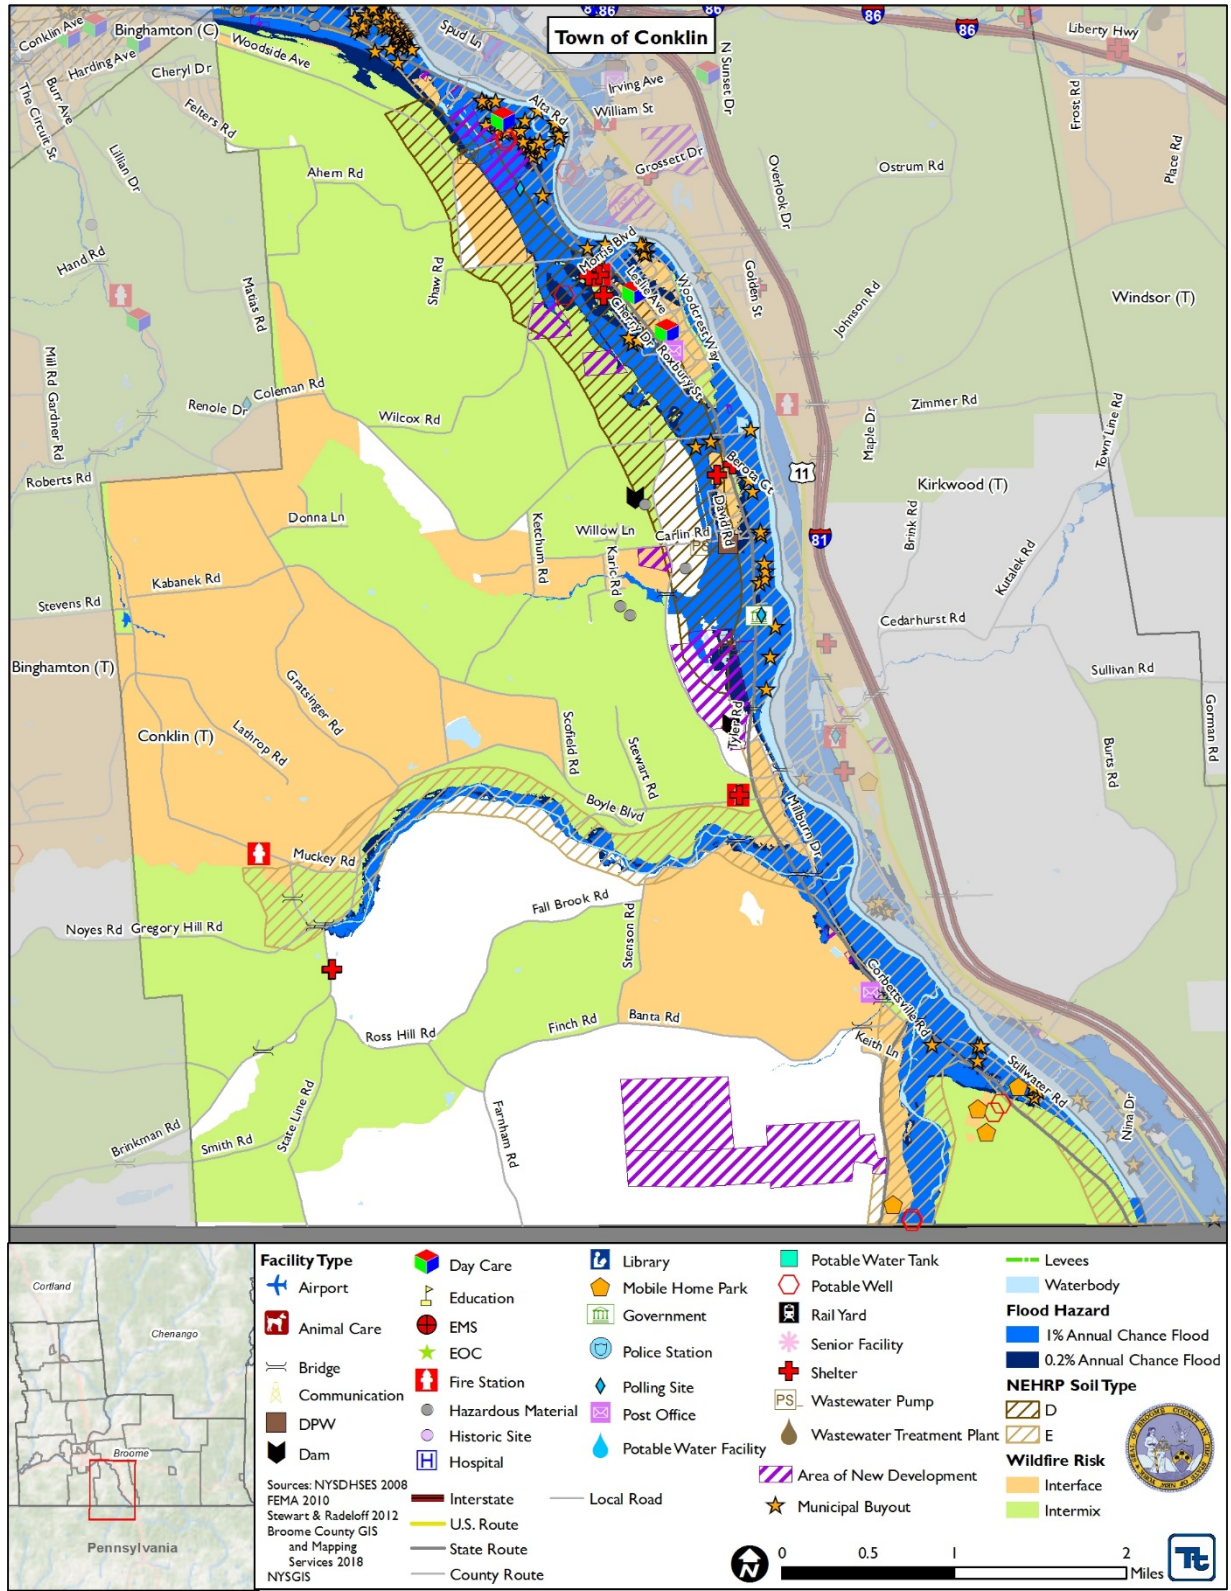 Town of Conklin
86
86
86
86
Conklin Ave
Binghamton (C)
Harding Ave
Woodside Ave
Cheryl Dr
Burr Ave
The Circuit St
Felters Rd
Lillian Dr
Spud Ln
N Sunset Dr
Irving Ave
William St
Alta Rd
Liberty Hwy
Frost Rd
Place Rd
Grossett Dr
Overlook Dr
Ostrum Rd
Ahern Rd
Hand Rd
Matias Rd
Shaw Rd
Morris Blvd
Leslie Ave
Woodcrest Way
Golden St
Cherry Dr
Roxbury St
Johnson Rd
Windsor (T)
Mill Rd
Gardner Rd
Renole Dr
Coleman Rd
Wilcox Rd
Maple Dr
Zimmer Rd
Town Line Rd
Roberts Rd
Berota Ct
11
Kirkwood (T)
Donna Ln
Ketchum Rd
Willow Ln
Karic Rd
Carlin Rd
PS
David Rd
81
Brink Rd
Kutalek Rd
Kabanek Rd
Stevens Rd
Cedarhurst Rd
Binghamton (T)
Sullivan Rd
Gratsinger Rd
Conklin (T)
Lathrop Rd
Scofield Rd
Stewart Rd
Tyler Rd
Burts Rd
Gorman Rd
Boyle Blvd
Milburn Dr
Muckey Rd
Fall Brook Rd
Noyes Rd
Gregory Hill Rd
Stenson Rd
Corbettsville Rd
Ross Hill Rd
Finch Rd
Banta Rd
Keith Ln
Stillwater Rd
Nina Dr
State Line Rd
Farnham Rd
Brinkman Rd
Smith Rd
Cortland
Chenango
Broome
Pennsylvania
Facility Type
Airport
Animal Care
Bridge
Communication
DPW
Dam
Sources: NYSDHSES 2008
FEMA 2010
Stewart & Radeloff 2012
Broome County GIS
and Mapping
Services 2018
NYSGIS
Day Care
Education
EMS
EOC
Fire Station
Hazardous Material
Historic Site
H Hospital
Interstate
U.S. Route
State Route
County Route
Local Road
Library
Mobile Home Park
Government
Police Station
Polling Site
Post Office
Potable Water Facility
Potable Water Tank
Potable Well
Rail Yard
Senior Facility
Shelter
PS Wastewater Pump
Wastewater Treatment Plant
Area of New Development
Municipal Buyout
Levees
Waterbody
Flood Hazard
1% Annual Chance Flood
0.2% Annual Chance Flood
NEHRP Soil Type
D
E
Wildfire Risk
Interface
Intermix
N
0 0.5 1 2
Miles
Tt